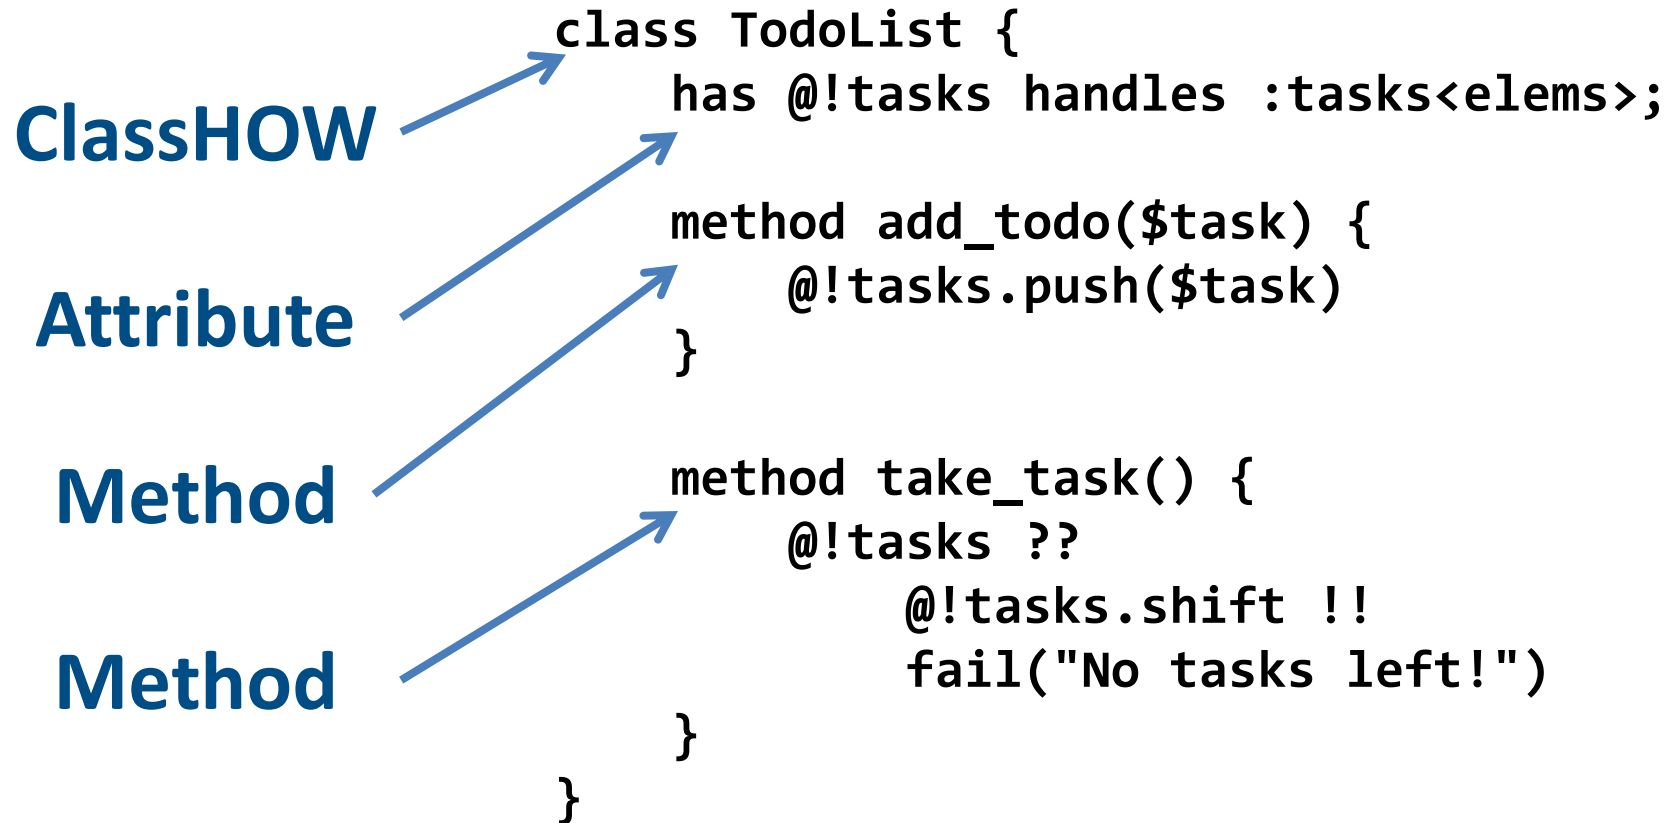 class TodoList {
ClassHOW
has @!tasks handles :tasks<elems>;
Attribute
method add_todo($task) {
@!tasks.push($task)
}
Method
method take_task() {
@!tasks ??
@!tasks.shift !!
fail("No tasks left!")
Method
}
}